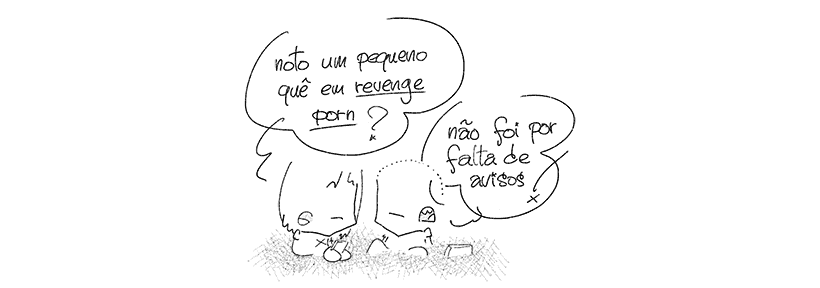 noto um pequeno
quê em revenge
porn ?
não foi por
falta de
avisos